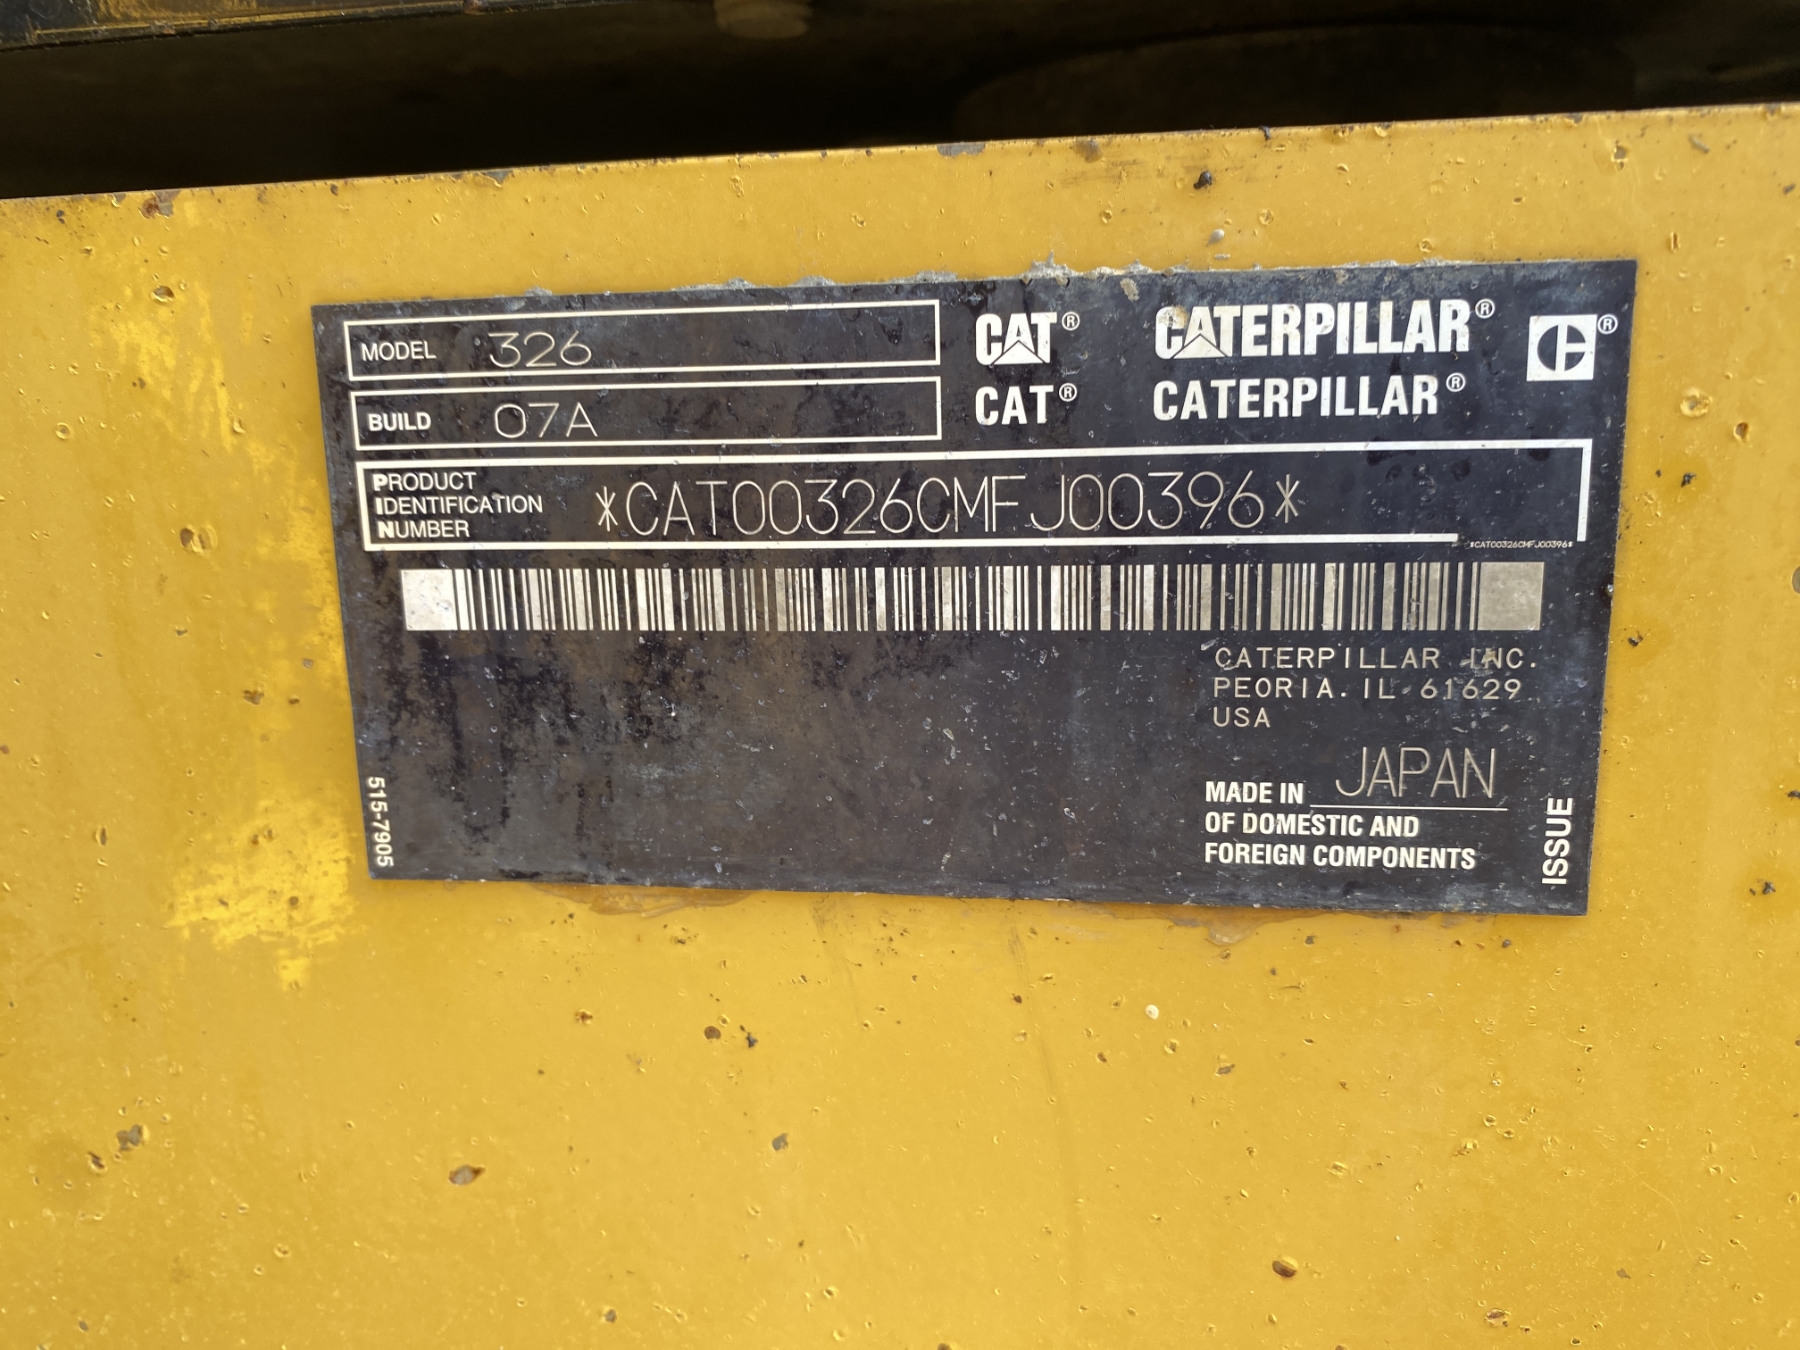 MODEL 326
BUILD 07A
CAT® CATERPILLAR® ®
CAT® CATERPILLAR®
PRODUCT
IDENTIFICATION
NUMBER
*CAT00326CMFJ00396*
*CAT00326CMFJ00396*
CATERPILLAR INC.
PEORIA. IL 61629
USA
MADE IN JAPAN
OF DOMESTIC AND
FOREIGN COMPONENTS
515-7905
ISSUE